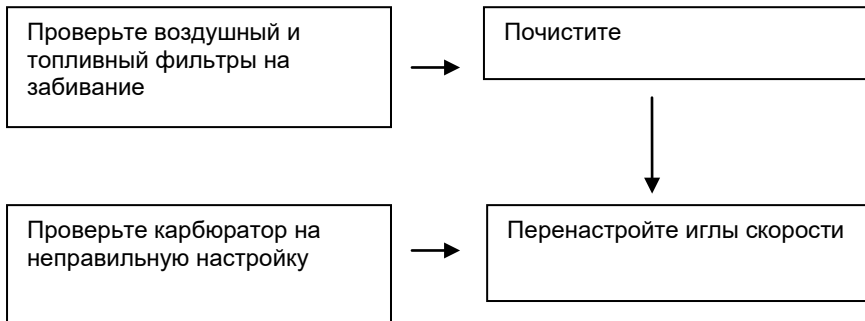 Проверьте воздушный и
топливный фильтры на
забивание
Почистите
Проверьте карбюратор на
неправильную настройку
Перенастройте иглы скорости